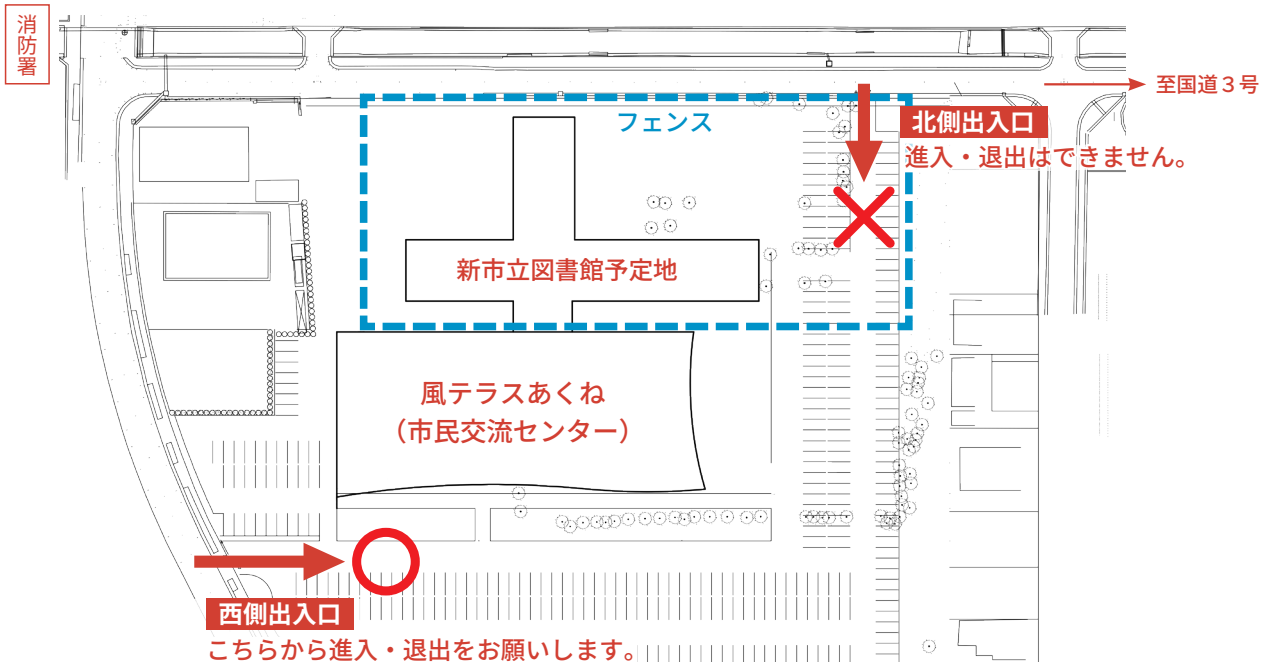 消防署
至国道３号
フェンス
北側出入口
進入・退出はできません。
新市立図書館予定地
風テラスあくね
（市民交流センター）
西側出入口
こちらから進入・退出をお願いします。